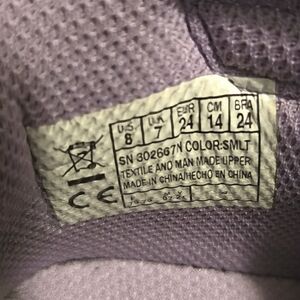 U.S. U.K EUR CM BRA
8 7 24 14 24
SN 302667N COLOR:SMLT
TEXTILE AND MAN MADE UPPER
MADE IN CHINA/HECHO EN CHINA
CE